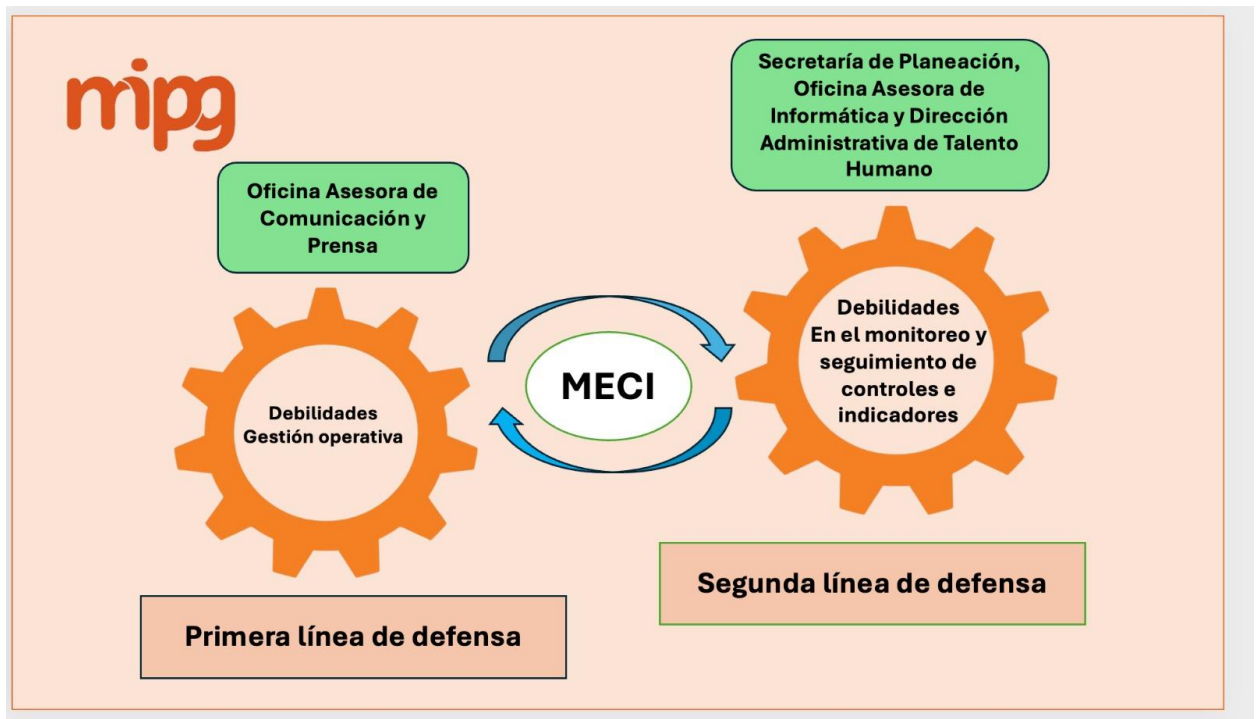 mipg
Oficina Asesora de
Comunicación y
Prensa
Debilidades
Gestión operativa
Primera línea de defensa
MECI
Secretaría de Planeación,
Oficina Asesora de
Informática y Dirección
Administrativa de Talento
Humano
Debilidades
En el monitoreo y
seguimiento de
controles e
indicadores
Segunda línea de defensa